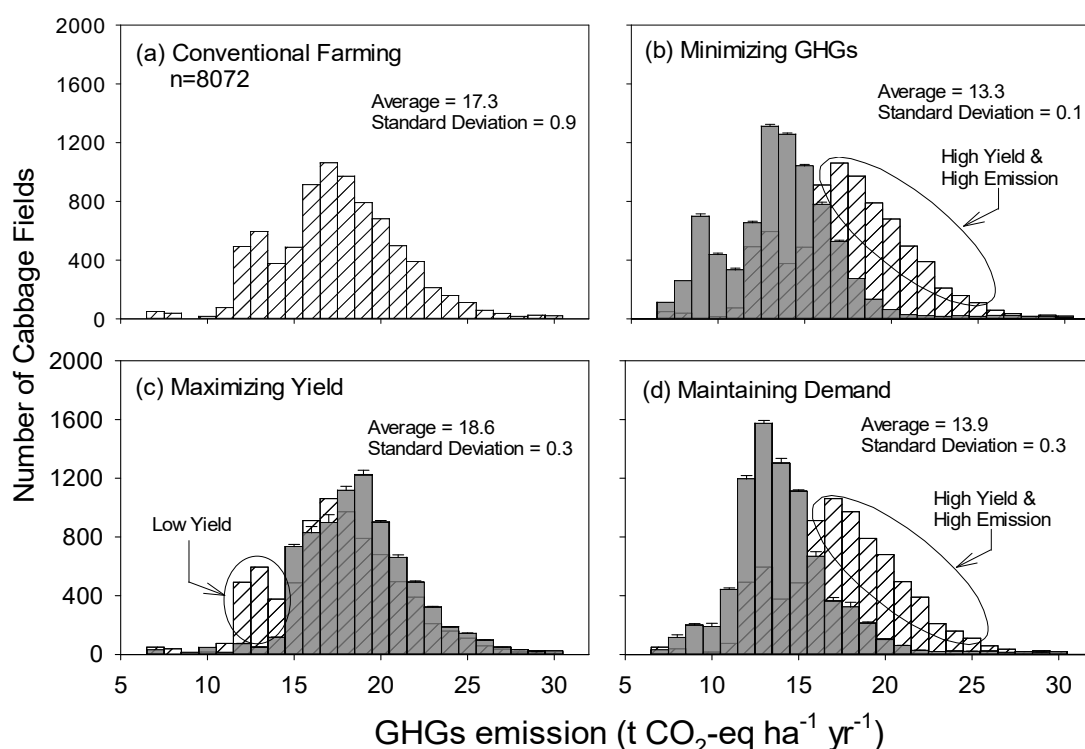 Number of Cabbage Fields
2000
1600
1200
800
400
0
(a) Conventional Farming
n=8072
Average = 17.3
Standard Deviation = 0.9
(b) Minimizing GHGs
Average = 13.3
Standard Deviation = 0.1
High Yield &
High Emission
2000
1600
1200
800
400
0
(c) Maximizing Yield
Average = 18.6
Standard Deviation = 0.3
Low Yield
(d) Maintaining Demand
Average = 13.9
Standard Deviation = 0.3
High Yield &
High Emission
5 10 15 20 25 30 5 10 15 20 25 30
GHGs emission (t CO₂-eq ha⁻¹ yr⁻¹)